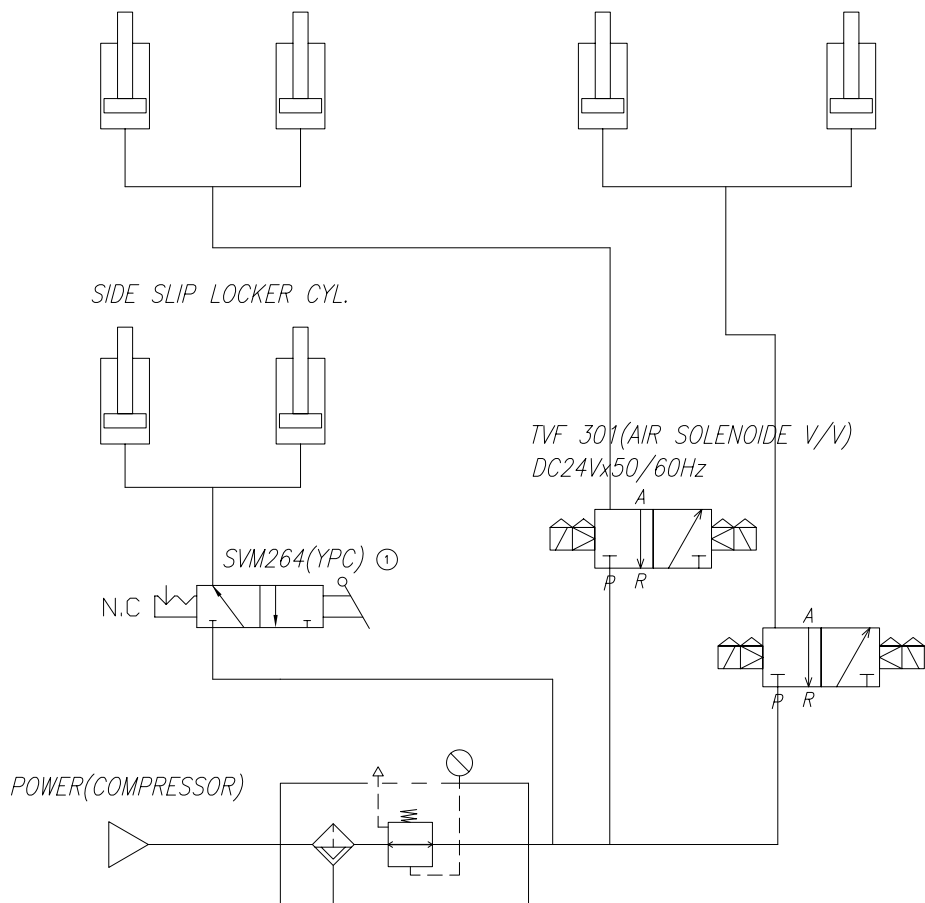 SIDE SLIP LOCKER CYL.
TVF 301(AIR SOLENOIDE V/V)
DC24Vx50/60Hz
A
SVM264(YPC) ①
N.C
P R
A
P R
POWER(COMPRESSOR)